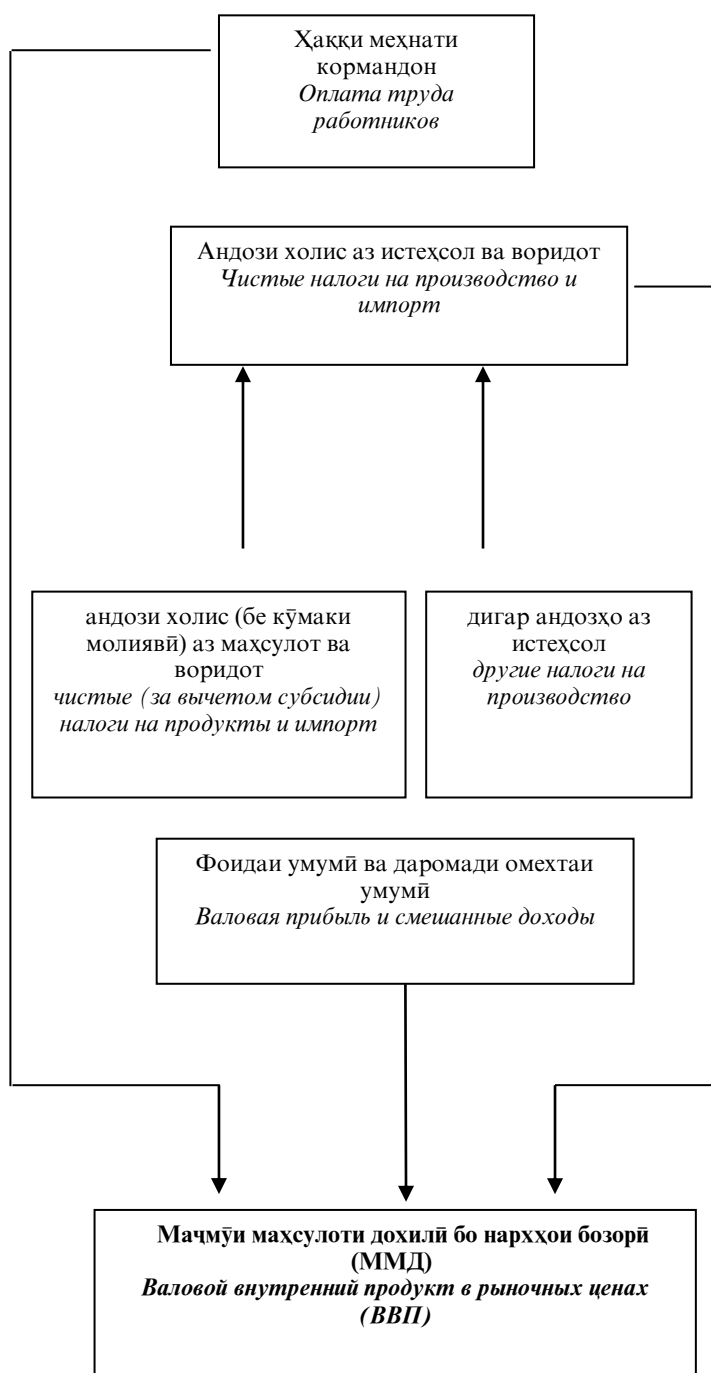 Ҳаққи меҳнати
кормандон
Оплата труда
работников
Андози холис аз истеҳсол ва воридот
Чистые налоги на производство и
импорт
андози холис (бе кӯмаки
молиявӣ) аз маҳсулот ва
воридот
чистые (за вычетом субсидии)
налоги на продукты и импорт
дигар андозҳо аз
истеҳсол
другие налоги на
производство
Фоидаи умумӣ ва даромади омехтаи
умумӣ
Валовая прибыль и смешанные доходы
Маҷмӯи маҳсулоти дохилӣ бо нархҳои бозорӣ
(ММД)
Валовой внутренний продукт в рыночных ценах
(ВВП)